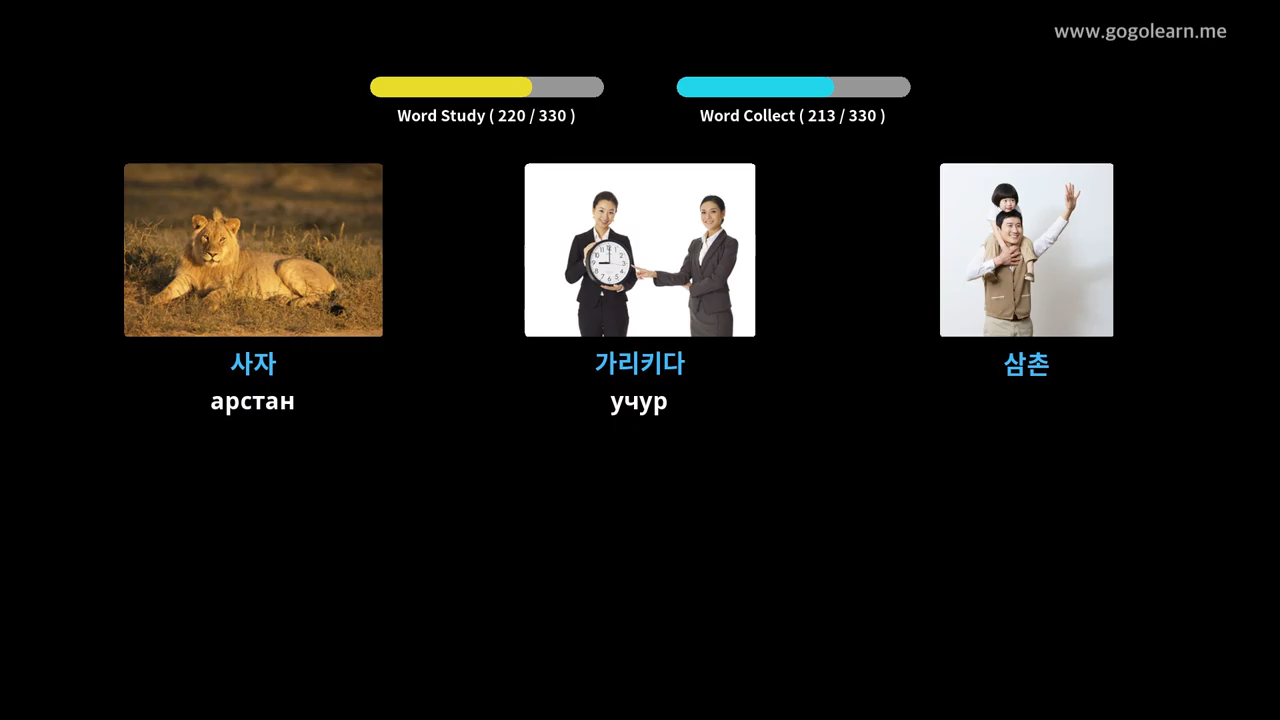 www.gogolearn.me
Word Study ( 220 / 330 )
Word Collect ( 213 / 330 )
사자
가리키다
삼촌
арстан
учур